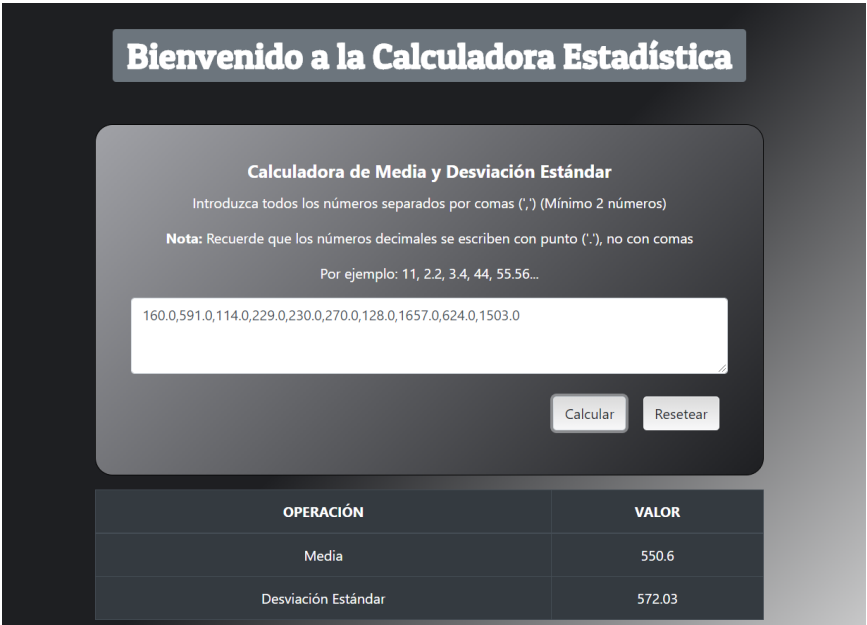 Bienvenido a la Calculadora Estadística
Calculadora de Media y Desviación Estándar
Introduzca todos los números separados por comas (',') (Mínimo 2 números)
Nota: Recuerde que los números decimales se escriben con punto ('.'), no con comas
Por ejemplo: 11, 2.2, 3.4, 44, 55.56...
160.0,591.0,114.0,229.0,230.0,270.0,128.0,1657.0,624.0,1503.0
Calcular Resetear
OPERACIÓN VALOR
Media 550.6
Desviación Estándar 572.03